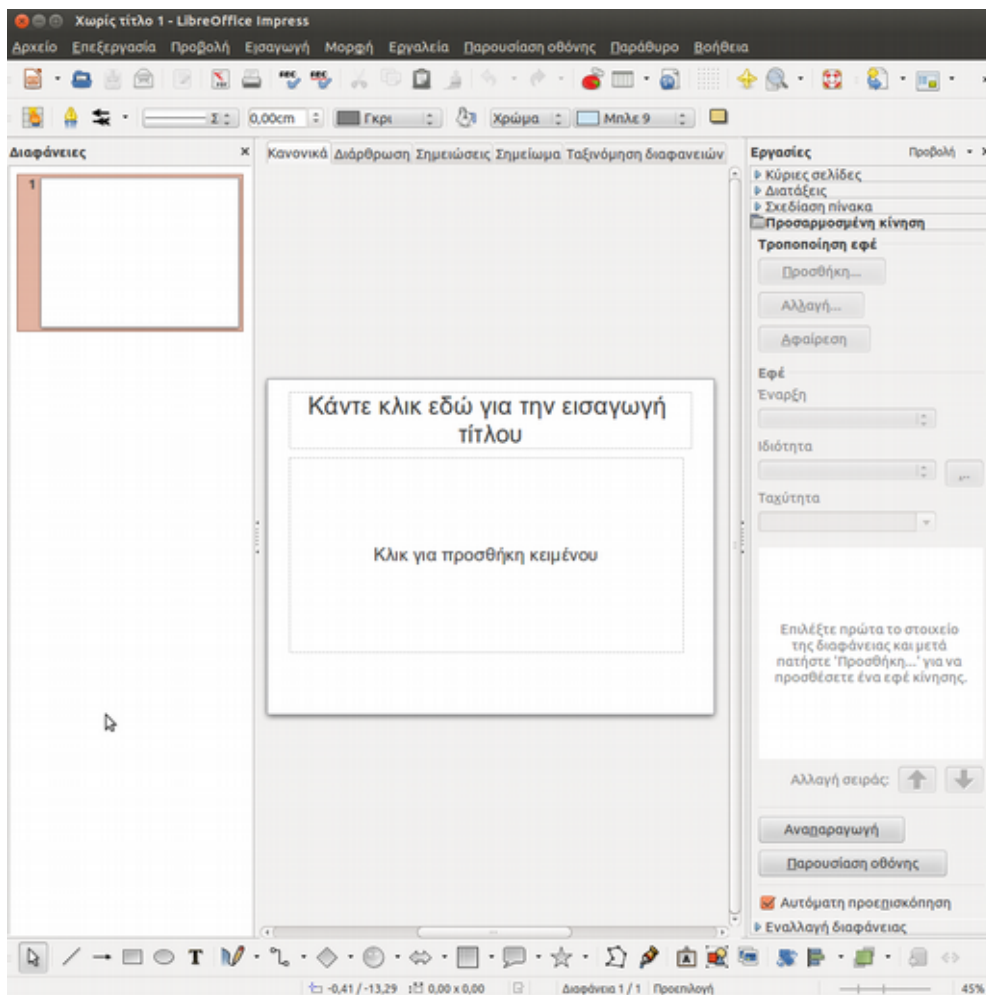 Χωρίς τίτλο 1 - LibreOffice Impress
Αρχείο Επεξεργασία Προβολή Εισαγωγή Μορφή Εργαλεία Παρουσίαση οθόνης Παράθυρο Βοήθεια
0,00cm Γκρι Χρώμα Μπλε 9
Διαφάνειες
Κανονικά Διάρθρωση Σημειώσεις Σημείωμα Ταξινόμηση διαφανειών
Εργασίες Προβολή
1
Κύριες σελίδες
Διατάξεις
Σχεδίαση πίνακα
Προσαρμοσμένη κίνηση
Τροποποίηση εφέ
Προσθήκη...
Αλλαγή...
Αφαίρεση
Εφέ
Έναρξη
Ιδιότητα
Ταχύτητα
Κάντε κλικ εδώ για την εισαγωγή
τίτλου
Κλικ για προσθήκη κειμένου
Επιλέξτε πρώτα το στοιχείο
της διαφάνειας και μετά
πατήστε 'Προσθήκη...' για να
προσθέσετε ένα εφέ κίνησης.
Αλλαγή σειράς:
Αναπαραγωγή
Παρουσίαση οθόνης
Αυτόματη προεπισκόπηση
Εναλλαγή διαφάνειας
-0,41 / -13,29 0,00 x 0,00 Διαφάνεια 1 / 1 Προεπιλογή 45%